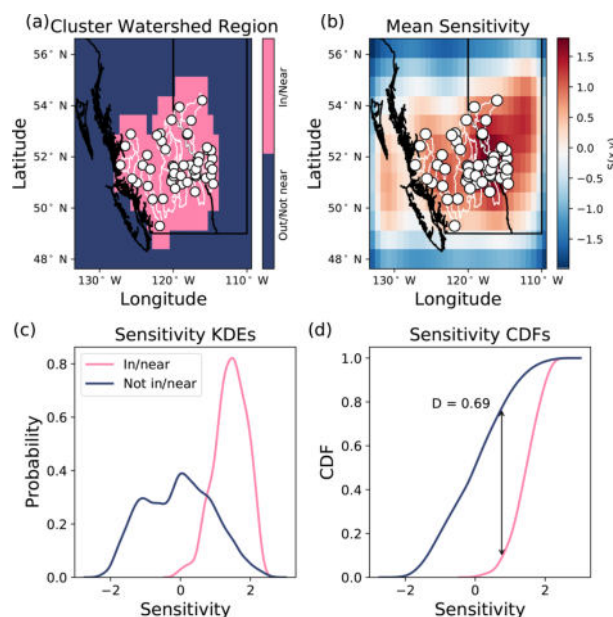 (a) Cluster Watershed Region
(b) Mean Sensitivity
In/Near
Out/Not near
Latitude
56° N
54° N
52° N
50° N
48° N
130° W 120° W 110° W
Longitude
Latitude
56° N
54° N
52° N
50° N
48° N
130° W 120° W 110° W
Longitude
1.5
1.0
0.5
0.0
−0.5
−1.0
−1.5
(c) Sensitivity KDEs
In/near
Not in/near
Probability
0.8
0.6
0.4
0.2
0.0
−2 0 2
Sensitivity
(d) Sensitivity CDFs
D = 0.69
CDF
1.0
0.8
0.6
0.4
0.2
0.0
−2 0 2
Sensitivity